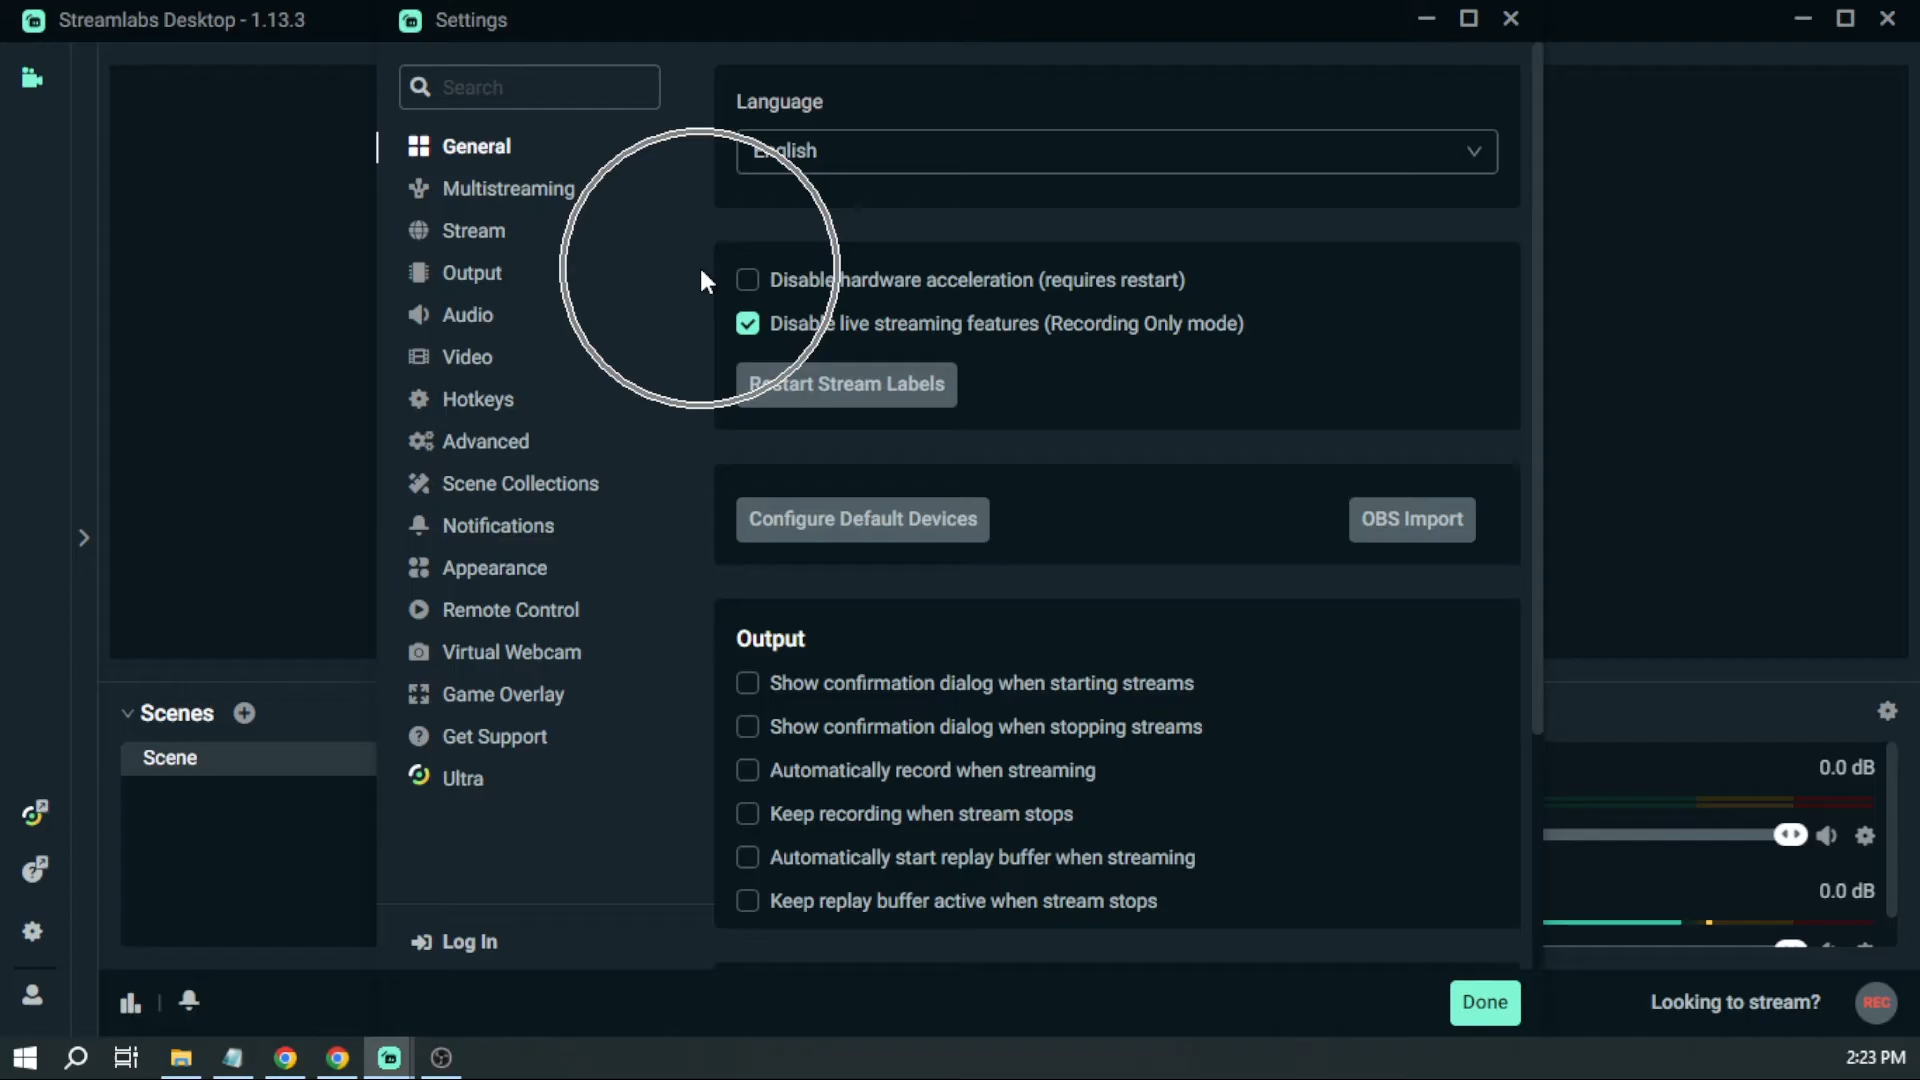 Streamlabs Desktop - 1.13.3
Settings
Search
General
Multistreaming
Stream
Output
Audio
Video
Hotkeys
Advanced
Scene Collections
Notifications
Appearance
Remote Control
Virtual Webcam
Game Overlay
Get Support
Ultra
Log In
Language
English
Disable hardware acceleration (requires restart)
Disable live streaming features (Recording Only mode)
Restart Stream Labels
Configure Default Devices
OBS Import
Output
Show confirmation dialog when starting streams
Show confirmation dialog when stopping streams
Automatically record when streaming
Keep recording when stream stops
Automatically start replay buffer when streaming
Keep replay buffer active when stream stops
Done
Scenes
Scene
0.0 dB
0.0 dB
Looking to stream?
REC
2:23 PM